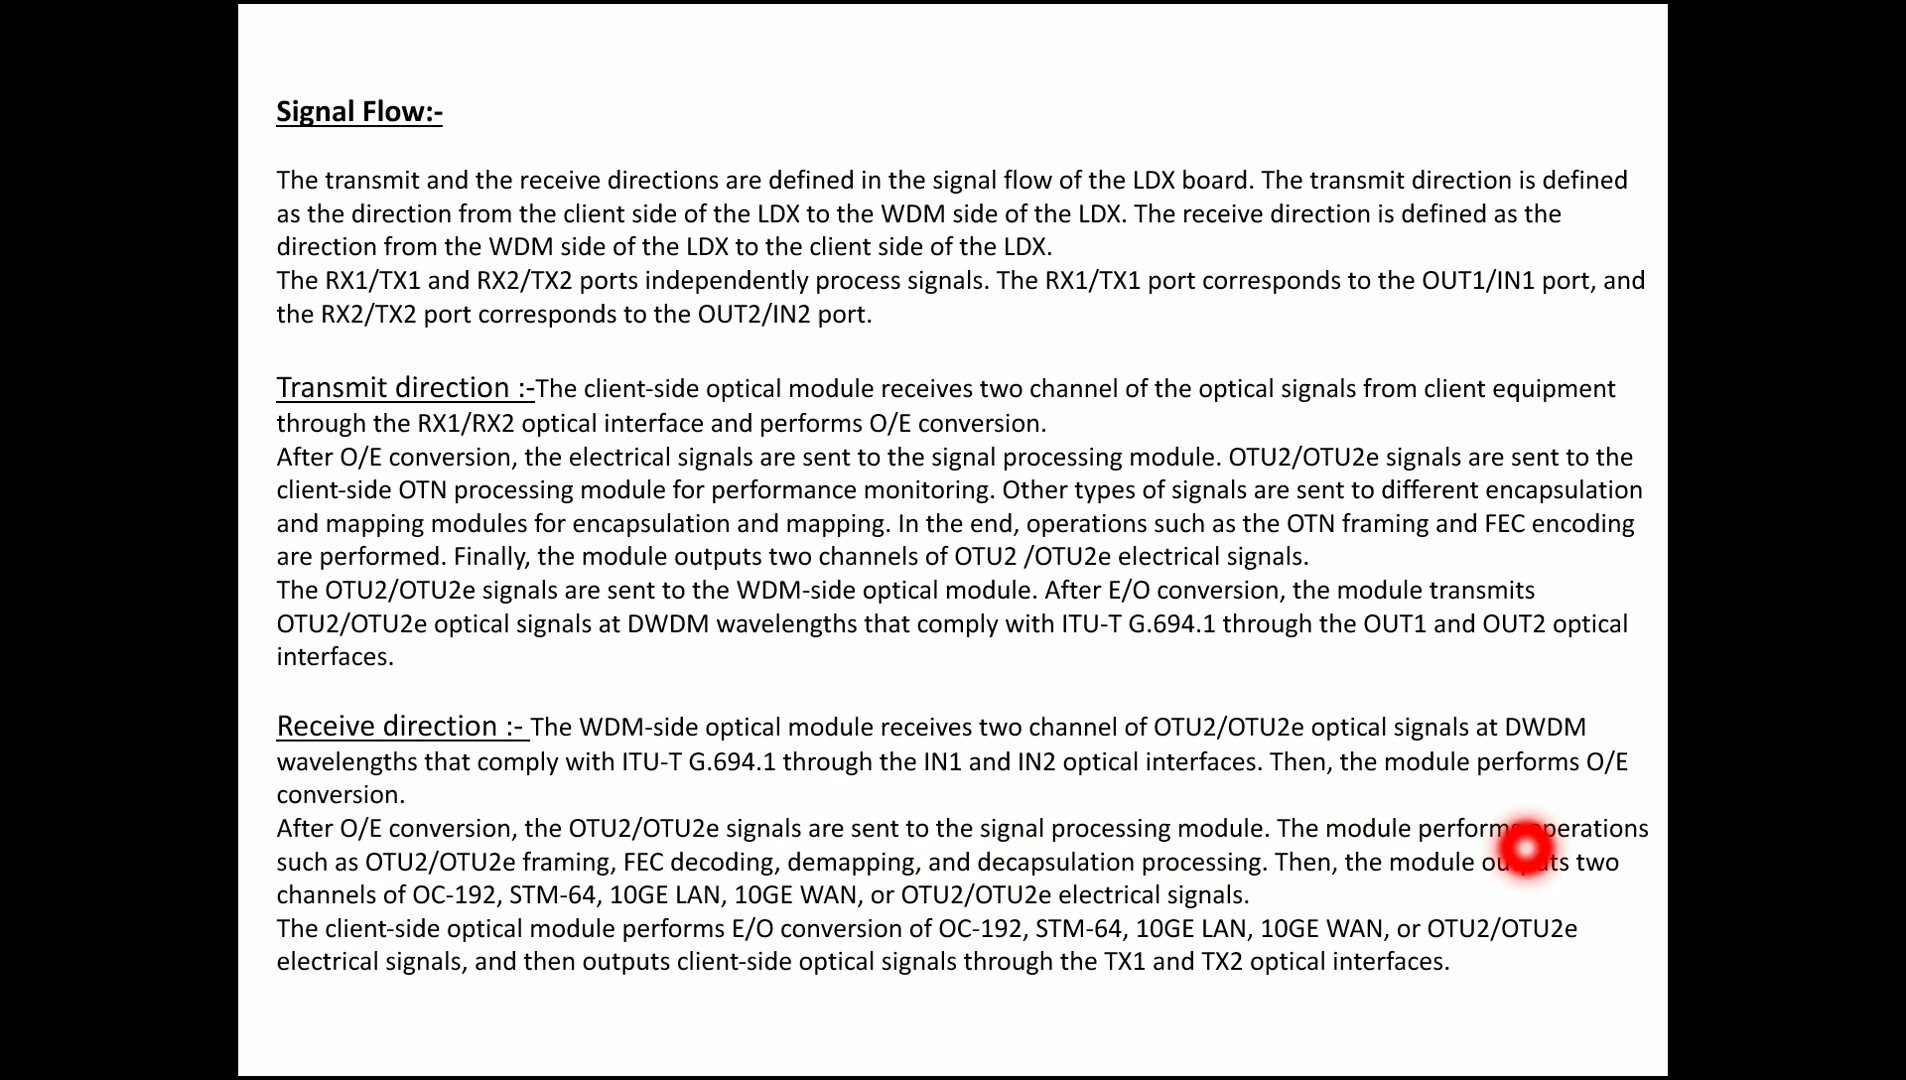 Signal Flow:-
The transmit and the receive directions are defined in the signal flow of the LDX board. The transmit direction is defined
as the direction from the client side of the LDX to the WDM side of the LDX. The receive direction is defined as the
direction from the WDM side of the LDX to the client side of the LDX.
The RX1/TX1 and RX2/TX2 ports independently process signals. The RX1/TX1 port corresponds to the OUT1/IN1 port, and
the RX2/TX2 port corresponds to the OUT2/IN2 port.
Transmit direction :-The client-side optical module receives two channel of the optical signals from client equipment
through the RX1/RX2 optical interface and performs O/E conversion.
After O/E conversion, the electrical signals are sent to the signal processing module. OTU2/OTU2e signals are sent to the
client-side OTN processing module for performance monitoring. Other types of signals are sent to different encapsulation
and mapping modules for encapsulation and mapping. In the end, operations such as the OTN framing and FEC encoding
are performed. Finally, the module outputs two channels of OTU2 /OTU2e electrical signals.
The OTU2/OTU2e signals are sent to the WDM-side optical module. After E/O conversion, the module transmits
OTU2/OTU2e optical signals at DWDM wavelengths that comply with ITU-T G.694.1 through the OUT1 and OUT2 optical
interfaces.
Receive direction :- The WDM-side optical module receives two channel of OTU2/OTU2e optical signals at DWDM
wavelengths that comply with ITU-T G.694.1 through the IN1 and IN2 optical interfaces. Then, the module performs O/E
conversion.
After O/E conversion, the OTU2/OTU2e signals are sent to the signal processing module. The module performs operations
such as OTU2/OTU2e framing, FEC decoding, demapping, and decapsulation processing. Then, the module outputs two
channels of OC-192, STM-64, 10GE LAN, 10GE WAN, or OTU2/OTU2e electrical signals.
The client-side optical module performs E/O conversion of OC-192, STM-64, 10GE LAN, 10GE WAN, or OTU2/OTU2e
electrical signals, and then outputs client-side optical signals through the TX1 and TX2 optical interfaces.